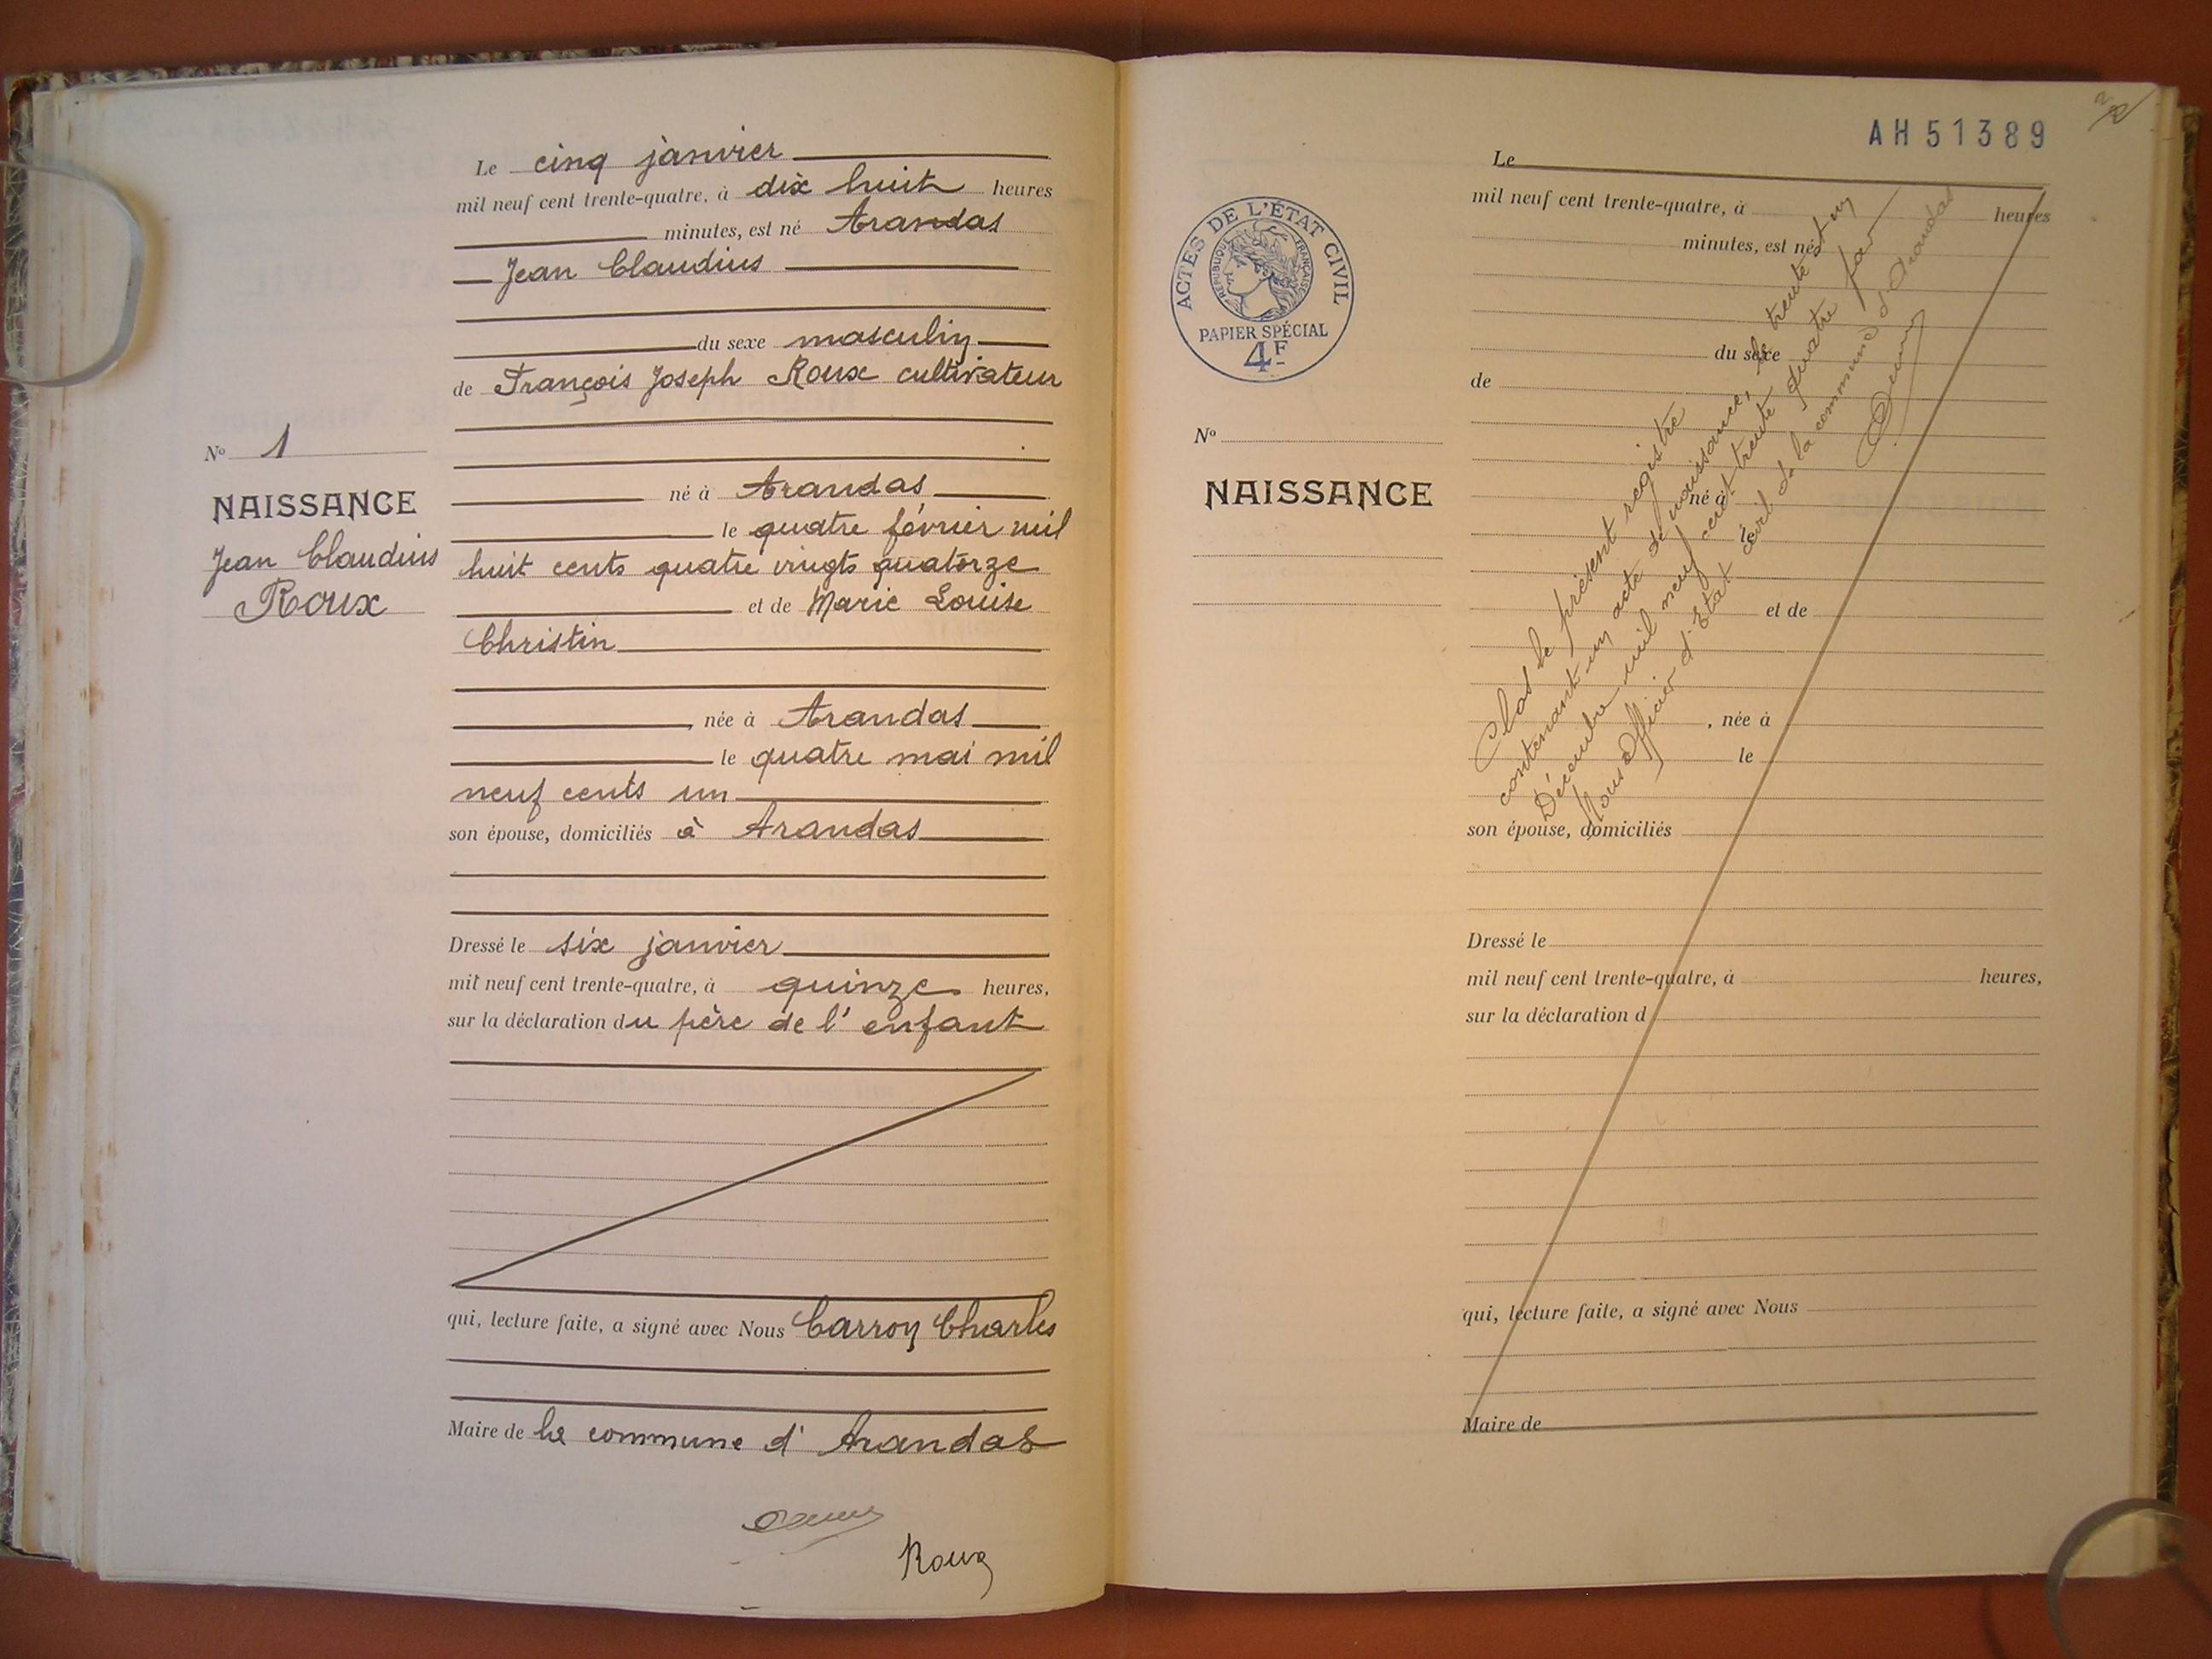 Le cinq janvier
mil neuf cent trente-quatre, à dix huit heures
minutes, est né Arandas
Jean Claudius
du sexe masculin
de François Joseph Roux cultivateur
né à Arandas
le quatre février mil
huit cents quatre vingts quatorze
et de Marie Louise
Christin
, née à Arandas
le quatre mai mil
neuf cents un
son épouse, domiciliés à Arandas
Dressé le six janvier
mil neuf cent trente-quatre, à quinze heures,
sur la déclaration du père de l'enfant
qui, lecture faite, a signé avec Nous Carron Charles
Maire de la commune d'Arandas
Roux
No 1
NAISSANCE
Jean Claudius
Roux
AH51389
2
ACTES DE L'ÉTAT CIVIL
RÉPUBLIQUE FRANÇAISE
PAPIER SPÉCIAL
4F
No
NAISSANCE
Le
mil neuf cent trente-quatre, à heures
minutes, est né
du sexe
de
né à
le
et de
, née à
le
son épouse, domiciliés
Dressé le
mil neuf cent trente-quatre, à heures,
sur la déclaration d
qui, lecture faite, a signé avec Nous
Maire de
Clos le présent registre
contenant un acte de naissance, le trente et un
Décembre mil neuf cent trente quatre par
Nous Officier d'Etat civil de la commune d'Arandas